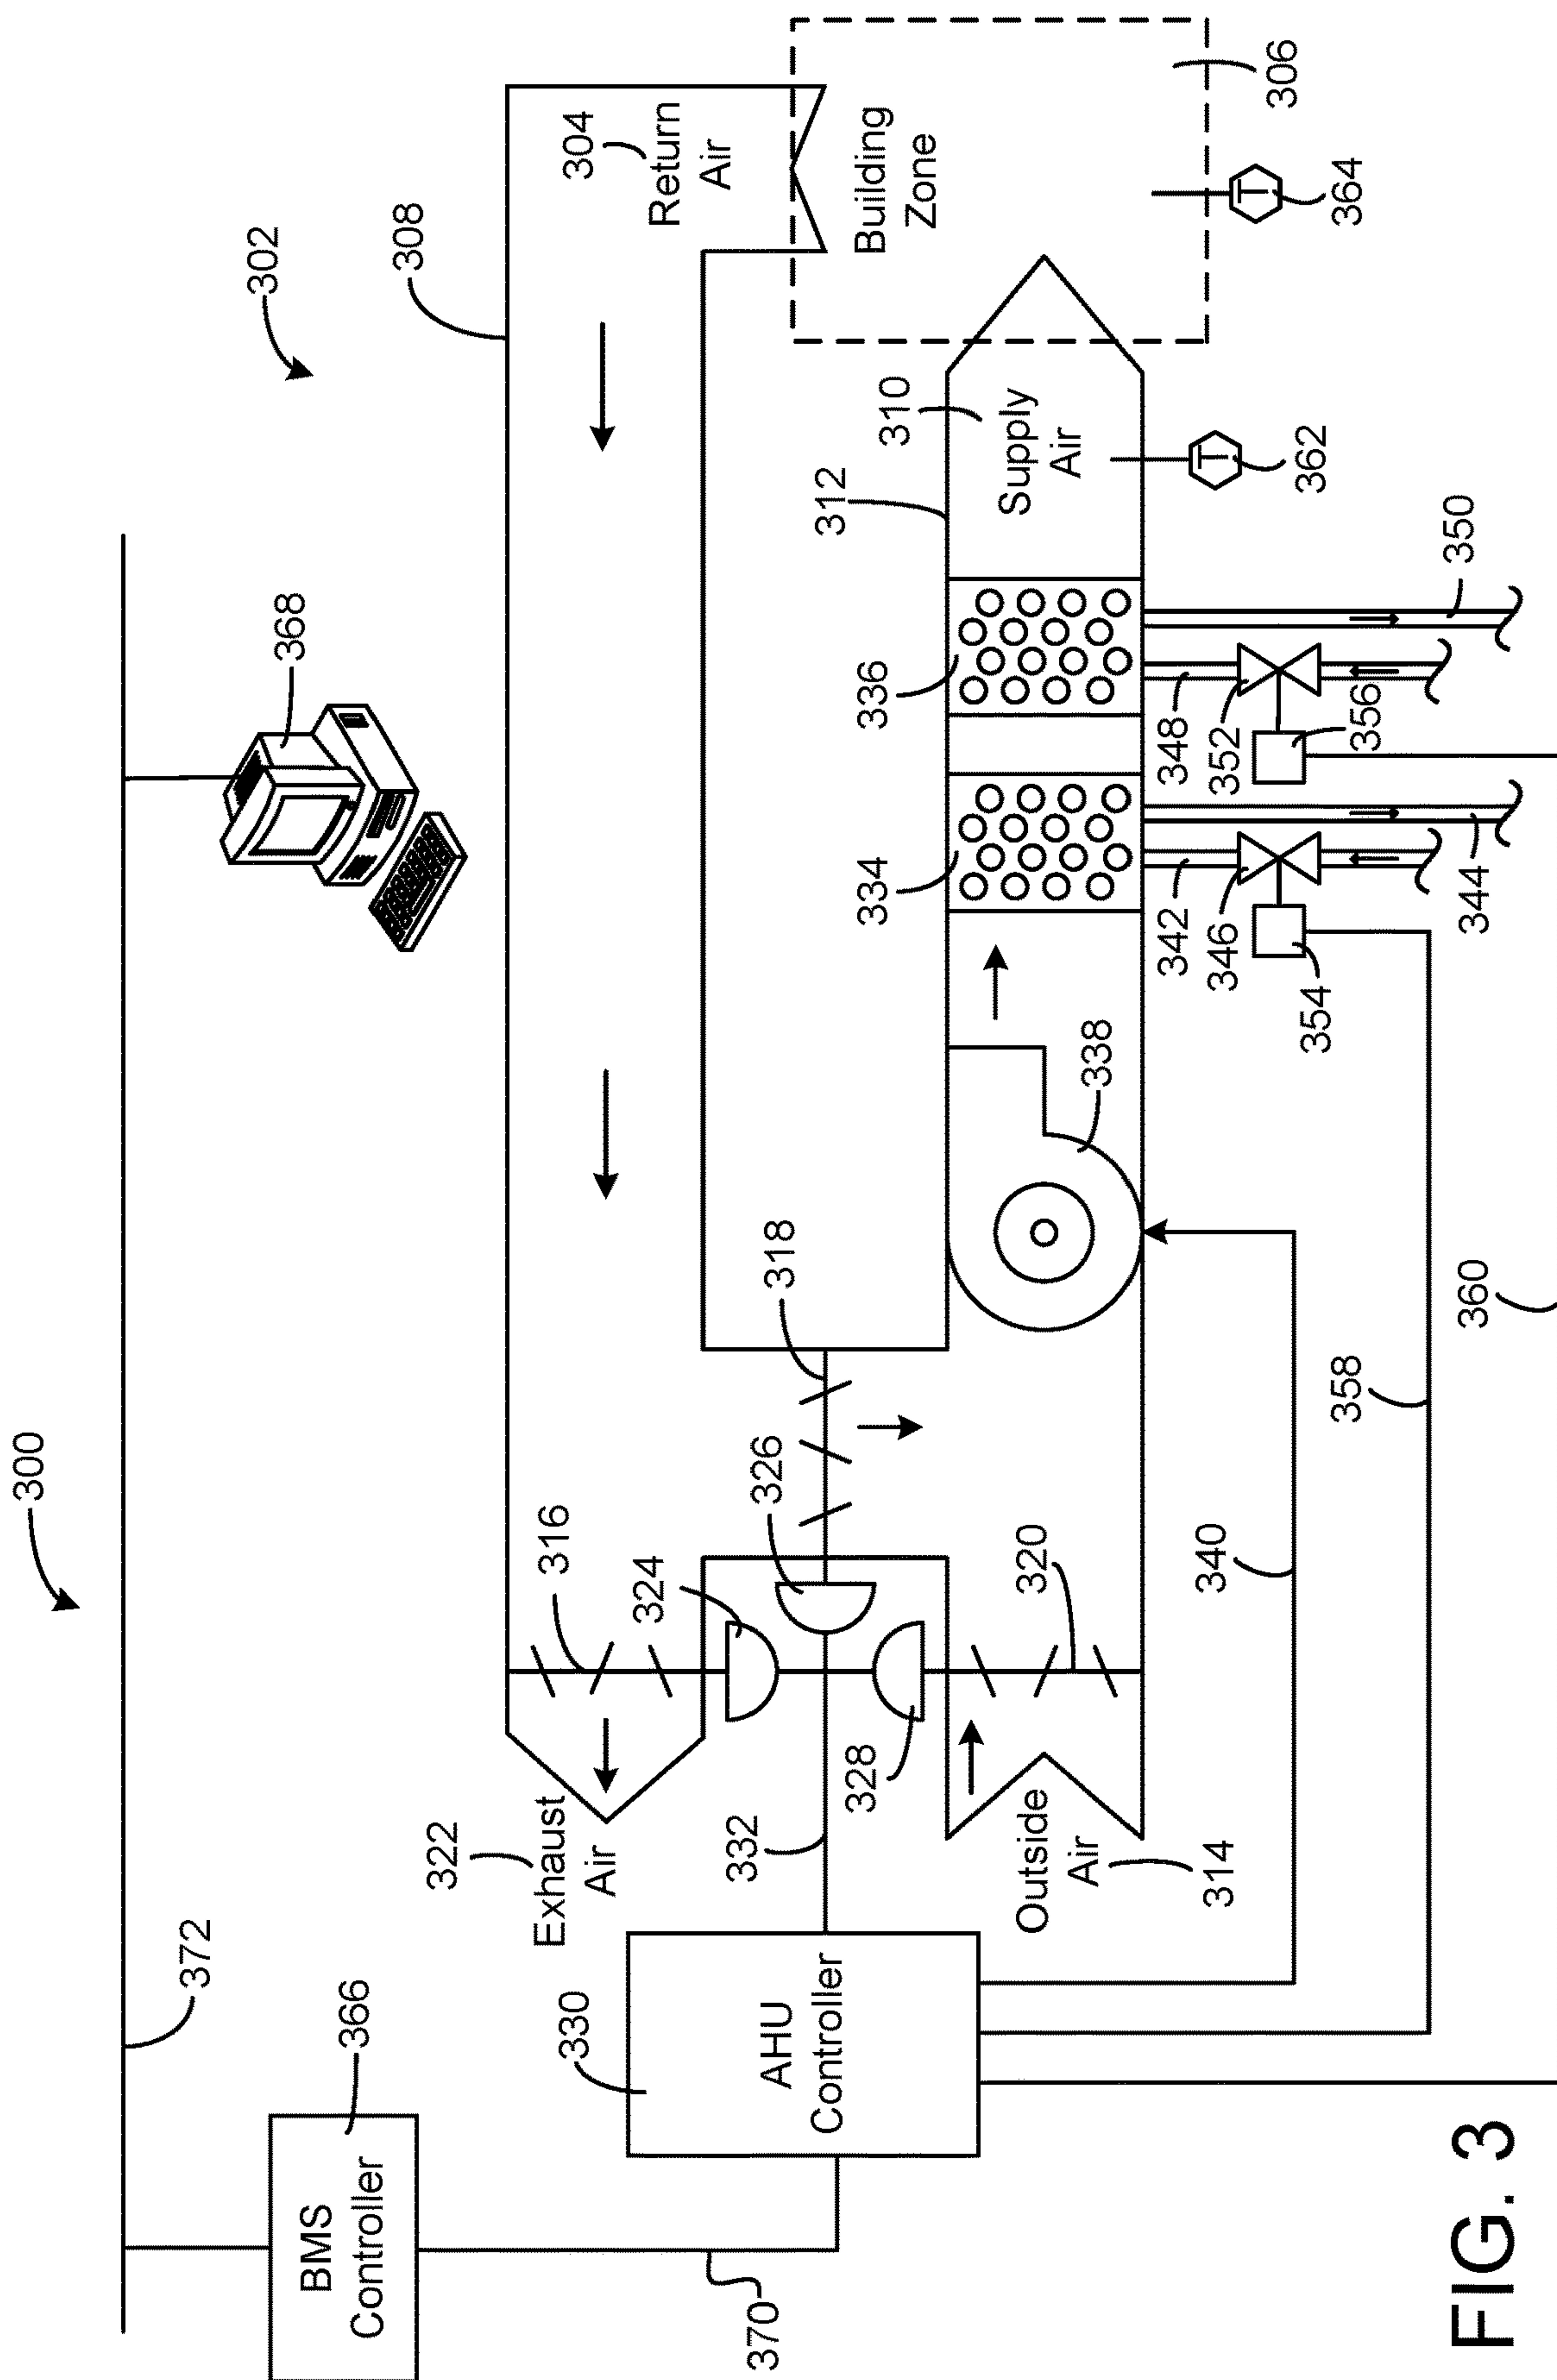 300
372
366
BMS
Controller
370
368
302
308
304
Return
Air
306
Building
Zone
322
Exhaust
Air
316
324
326
318
332
328
330
AHU
Controller
Outside
Air
314
320
338
340
334
336
312
310
Supply
Air
362
364
342
346
354
344
348
352
356
350
358
360
T
T
FIG. 3